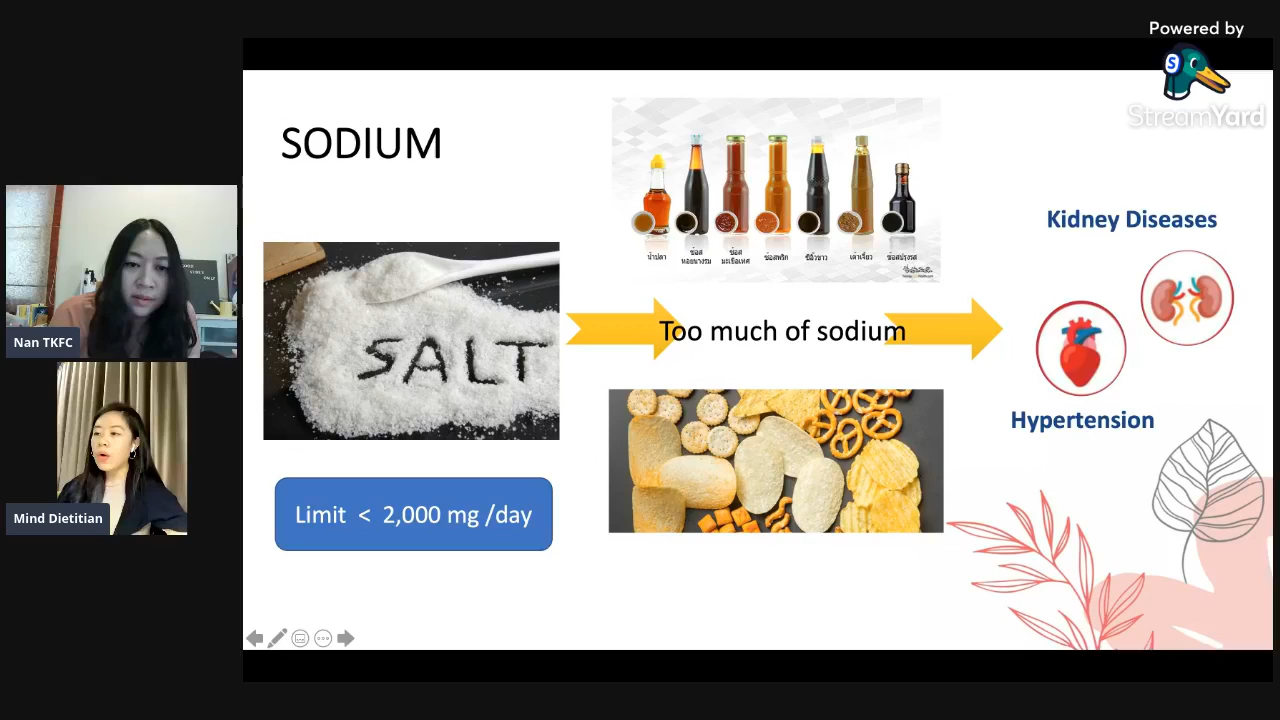 Powered by
S
StreamYard
SODIUM
น้ำปลา
ซอส
หอยนางรม
ซอส
มะเขือเทศ
ซอสพริก
ซีอิ๊วขาว
เต้าเจี้ยว
ซอสปรุงรส
Kidney Diseases
Too much of sodium
SALT
Hypertension
Limit < 2,000 mg /day
Nan TKFC
Mind Dietitian